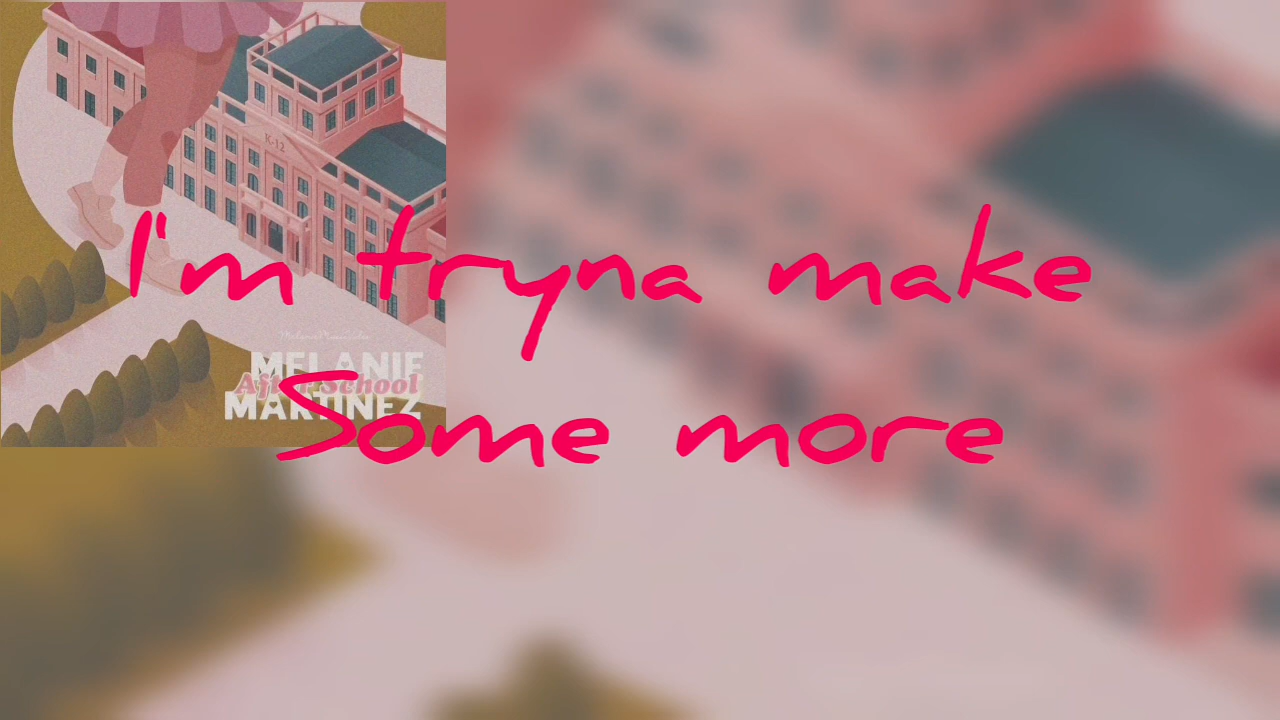 K-12
I'm tryna make
MELANIE
After School
MARTINEZ
Some more